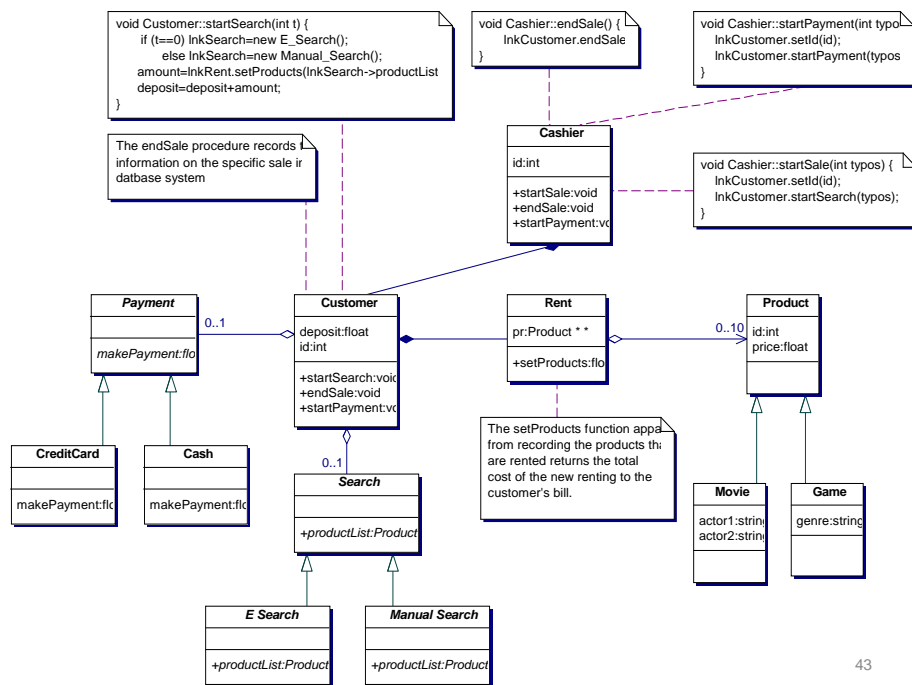 void Customer::startSearch(int t) {
if (t==0) lnkSearch=new E_Search();
else lnkSearch=new Manual_Search();
amount=lnkRent.setProducts(lnkSearch->productList
deposit=deposit+amount;
}
void Cashier::endSale() {
lnkCustomer.endSale
}
void Cashier::startPayment(int typo
lnkCustomer.setId(id);
lnkCustomer.startPayment(typos
}
The endSale procedure records
information on the specific sale in
datbase system
Cashier
id:int
+startSale:void
+endSale:void
+startPayment:vo
void Cashier::startSale(int typos) {
lnkCustomer.setId(id);
lnkCustomer.startSearch(typos);
}
Payment
makePayment:flo
0..1
Customer
deposit:float
id:int
+startSearch:void
+endSale:void
+startPayment:vo
Rent
pr:Product * *
+setProducts:flo
0..10
Product
id:int
price:float
CreditCard
makePayment:flo
Cash
makePayment:flo
0..1
Search
+productList:Product
The setProducts function appa
from recording the products tha
are rented returns the total
cost of the new renting to the
customer's bill.
Movie
actor1:string
actor2:string
Game
genre:string
E Search
+productList:Product
Manual Search
+productList:Product
43